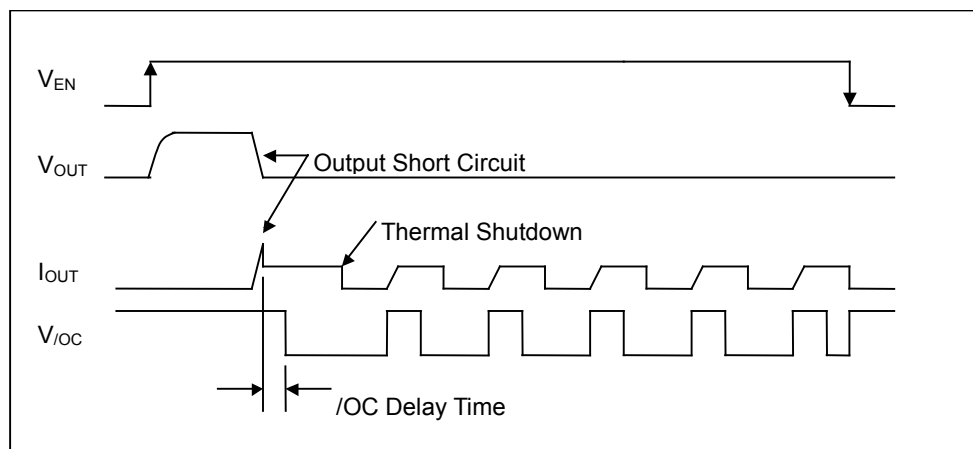 VEN
VOUT
Output Short Circuit
Thermal Shutdown
IOUT
V/OC
/OC Delay Time